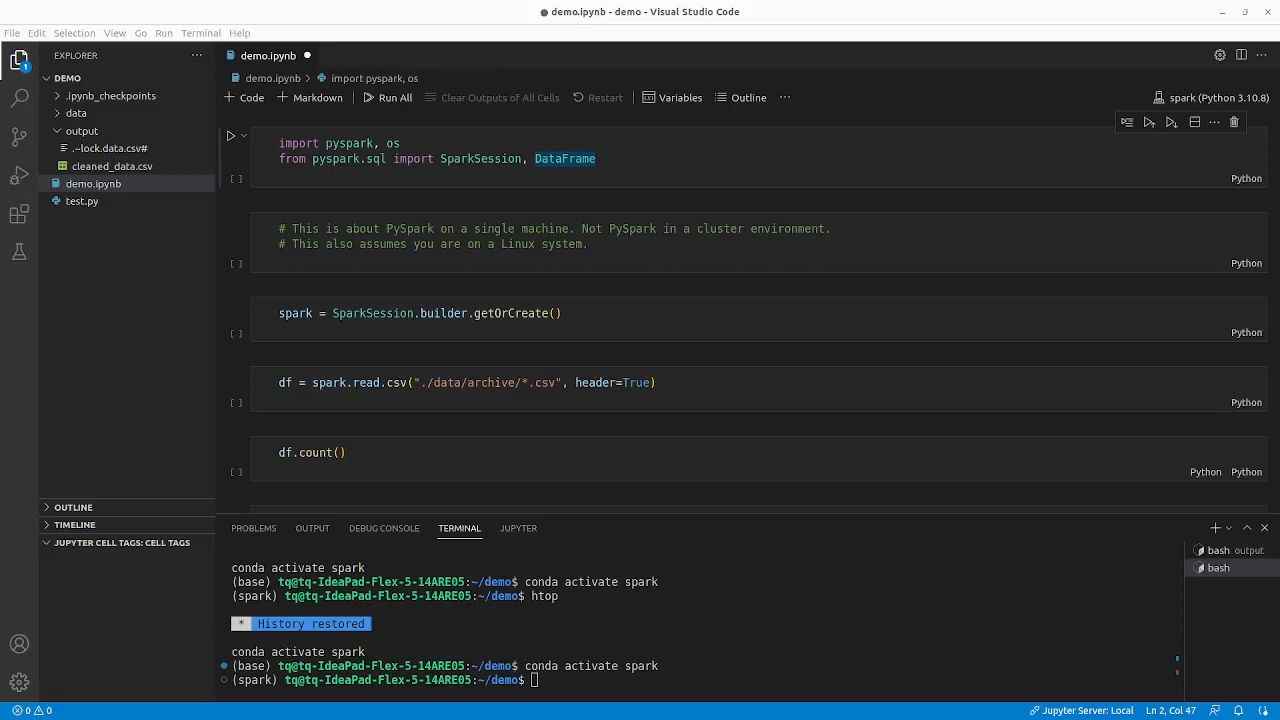 demo.ipynb - demo - Visual Studio Code
File Edit Selection View Go Run Terminal Help
EXPLORER
demo.ipynb
DEMO
demo.ipynb > import pyspark, os
.ipynb_checkpoints
+ Code + Markdown Run All Clear Outputs of All Cells Restart Variables Outline ...
spark (Python 3.10.8)
data
output
.~lock.data.csv#
cleaned_data.csv
demo.ipynb
test.py
1
import pyspark, os
from pyspark.sql import SparkSession, DataFrame
[ ] Python
# This is about PySpark on a single machine. Not PySpark in a cluster environment.
# This also assumes you are on a Linux system.
[ ] Python
spark = SparkSession.builder.getOrCreate()
[ ] Python
df = spark.read.csv("./data/archive/*.csv", header=True)
[ ] Python
df.count()
[ ] Python Python
OUTLINE
TIMELINE
JUPYTER CELL TAGS: CELL TAGS
PROBLEMS OUTPUT DEBUG CONSOLE TERMINAL JUPYTER
conda activate spark
(base) tq@tq-IdeaPad-Flex-5-14ARE05:~/demo$ conda activate spark
(spark) tq@tq-IdeaPad-Flex-5-14ARE05:~/demo$ htop
* History restored
conda activate spark
(base) tq@tq-IdeaPad-Flex-5-14ARE05:~/demo$ conda activate spark
(spark) tq@tq-IdeaPad-Flex-5-14ARE05:~/demo$
bash output
bash
0 0
Jupyter Server: Local Ln 2, Col 47